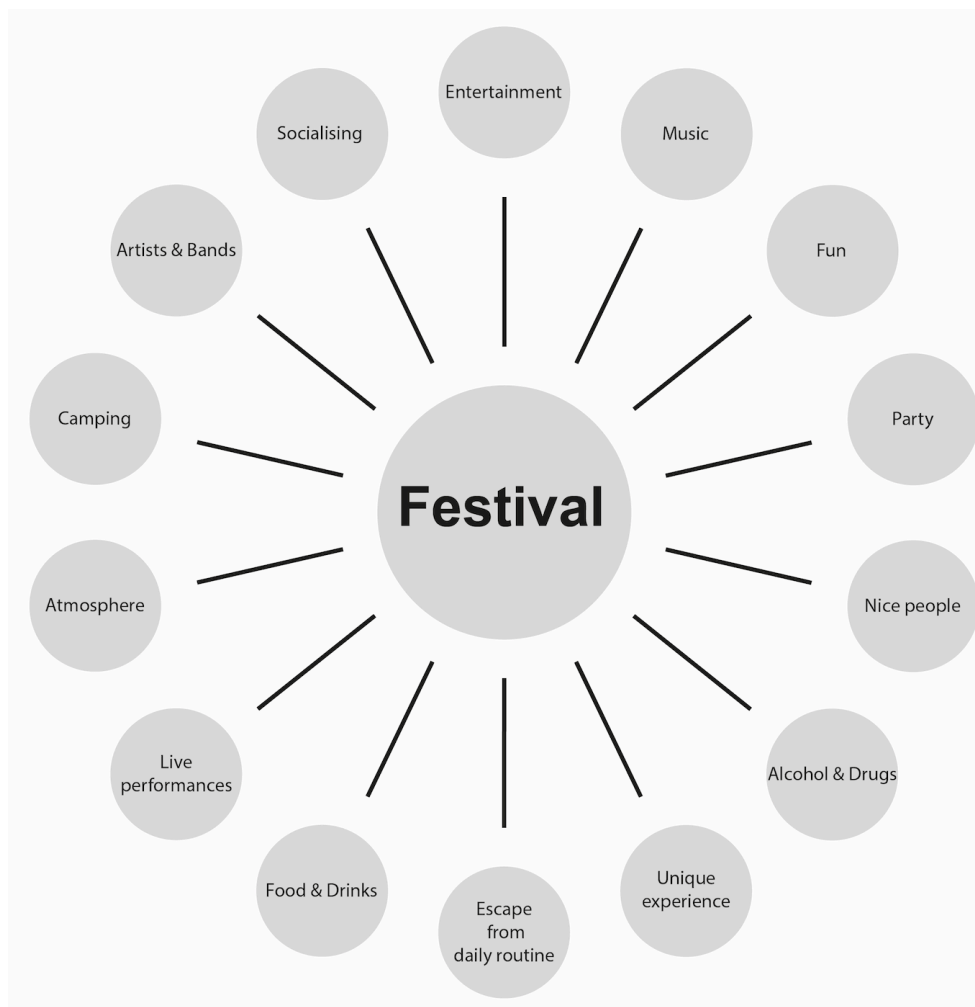 Entertainment
Socialising
Music
Artists & Bands
Fun
Camping
Party
Festival
Atmosphere
Nice people
Live
performances
Alcohol & Drugs
Food & Drinks
Unique
experience
Escape
from
daily routine